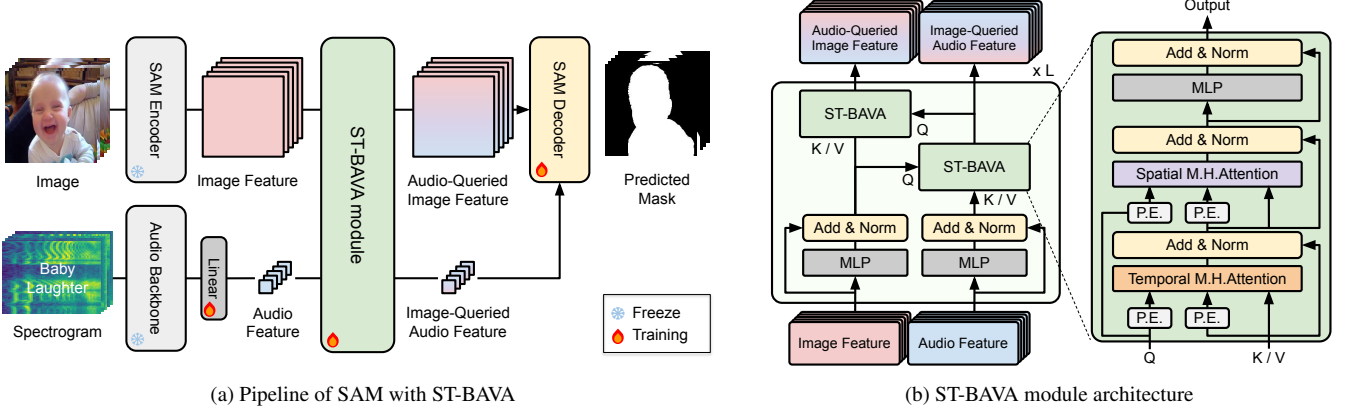 SAM Encoder
Image
Image Feature
ST-BAVA module
Audio-Queried
Image Feature
SAM Decoder
Predicted
Mask
Baby
Laughter
Spectrogram
Audio Backbone
Linear
Audio
Feature
Image-Queried
Audio Feature
Freeze
Training
(a) Pipeline of SAM with ST-BAVA
Audio-Queried
Image Feature
Image-Queried
Audio Feature
x L
ST-BAVA
Q
K / V
ST-BAVA
Q
K / V
Add & Norm
Add & Norm
MLP
MLP
Image Feature
Audio Feature
Output
Add & Norm
MLP
Add & Norm
Spatial M.H.Attention
P.E.
P.E.
Add & Norm
Temporal M.H.Attention
P.E.
P.E.
Q
K / V
(b) ST-BAVA module architecture